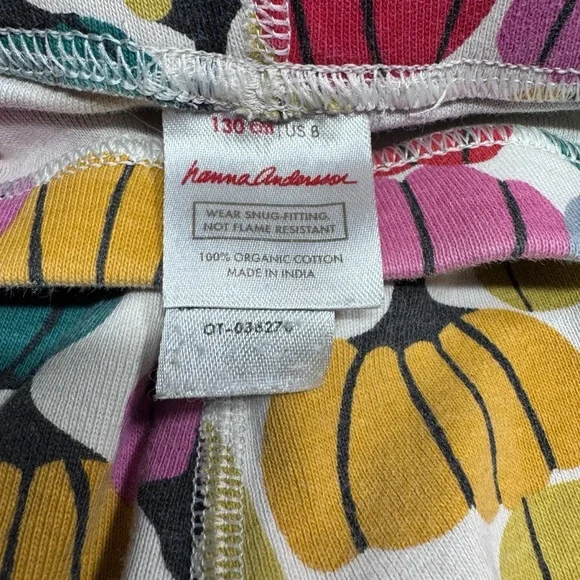 130 cm | US 8
hanna andersson
WEAR SNUG-FITTING,
NOT FLAME RESISTANT
100% ORGANIC COTTON
MADE IN INDIA
OT-036270